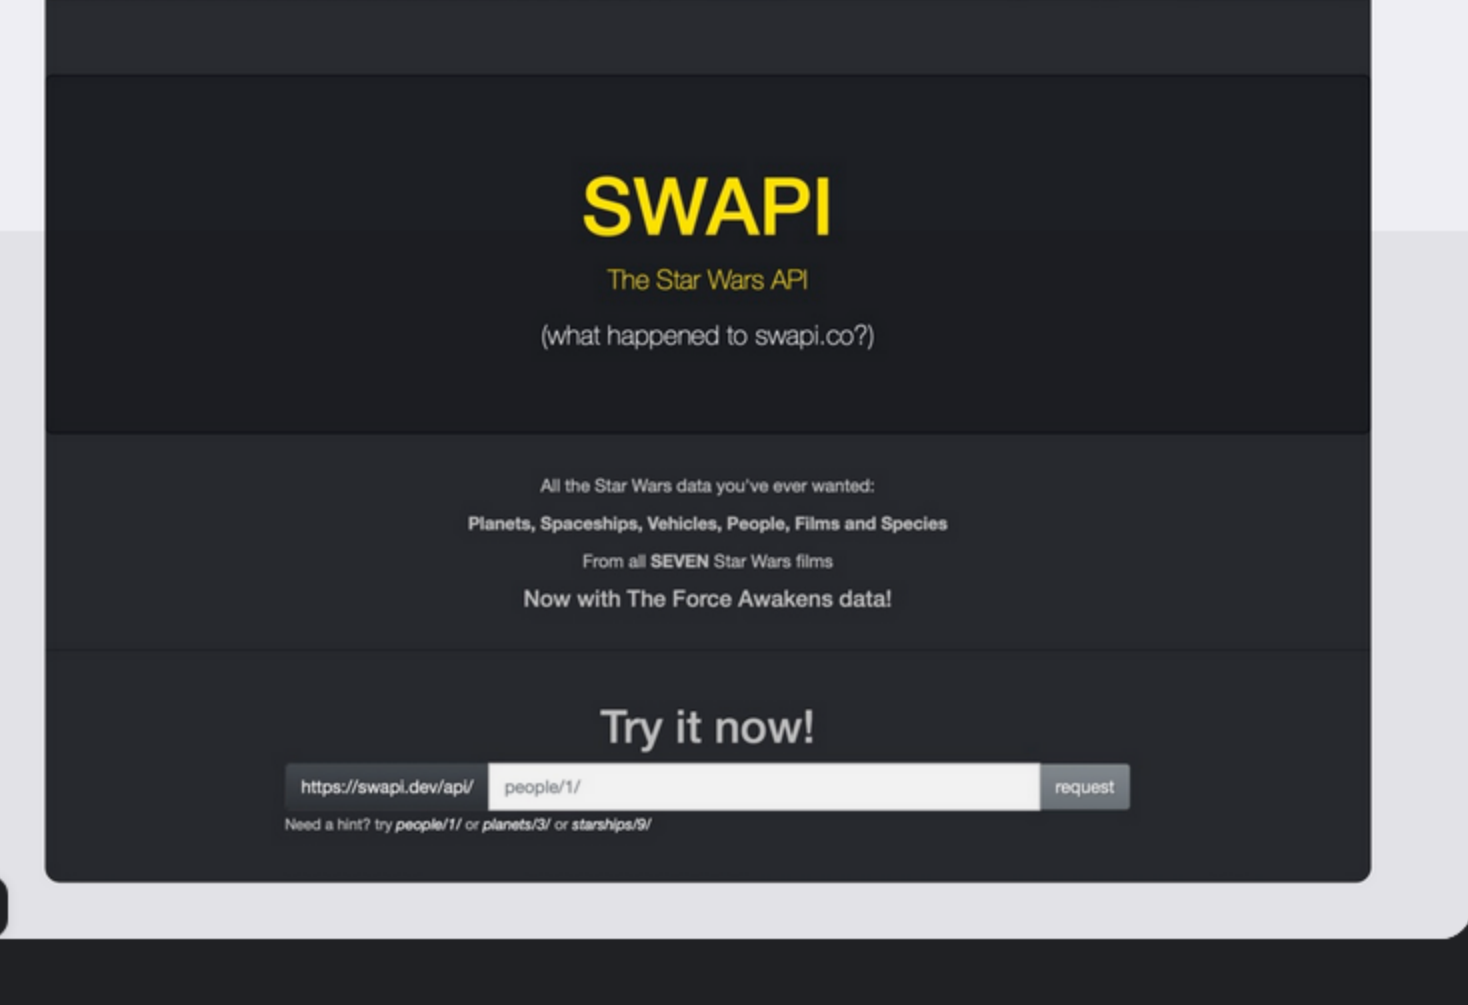 SWAPI
The Star Wars API
(what happened to swapi.co?)
All the Star Wars data you've ever wanted:
Planets, Spaceships, Vehicles, People, Films and Species
From all SEVEN Star Wars films
Now with The Force Awakens data!
Try it now!
https://swapi.dev/api/ people/1/ request
Need a hint? try people/1/ or planets/3/ or starships/9/